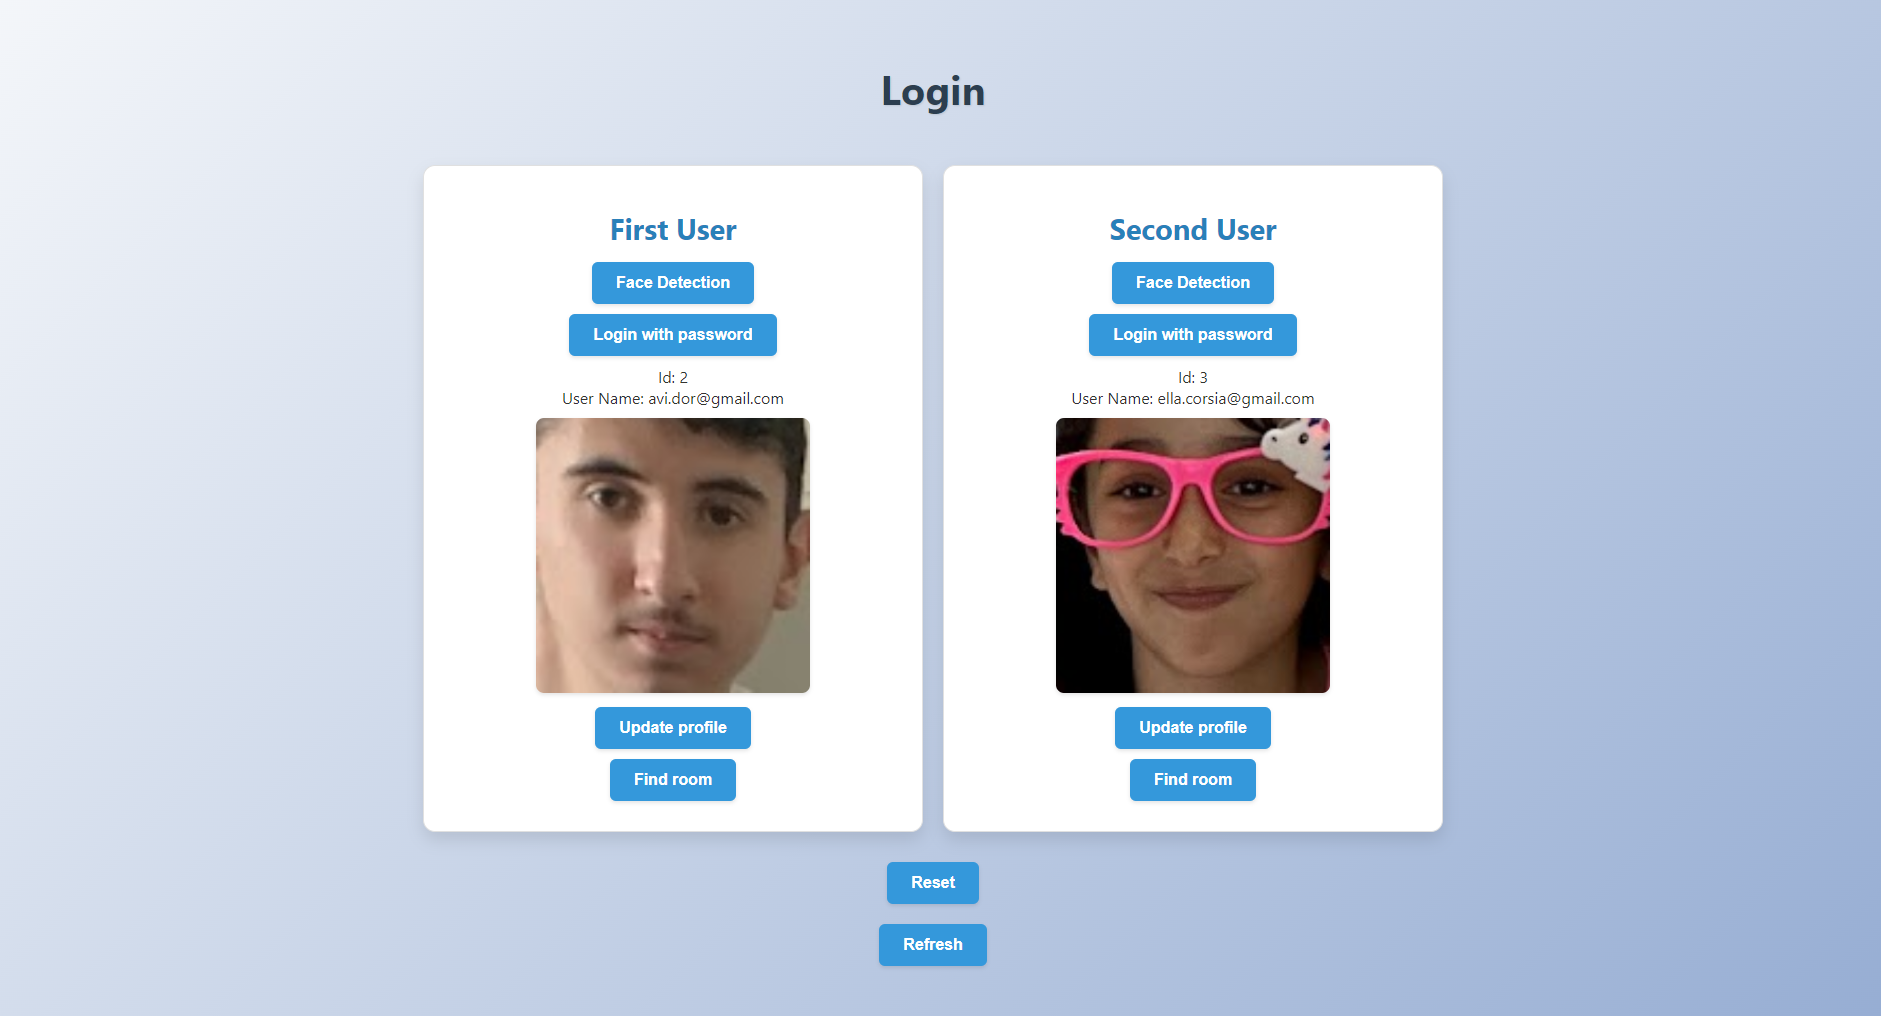 Login
First User
Face Detection
Login with password
Id: 2
User Name: avi.dor@gmail.com
Update profile
Find room
Second User
Face Detection
Login with password
Id: 3
User Name: ella.corsia@gmail.com
Update profile
Find room
Reset
Refresh